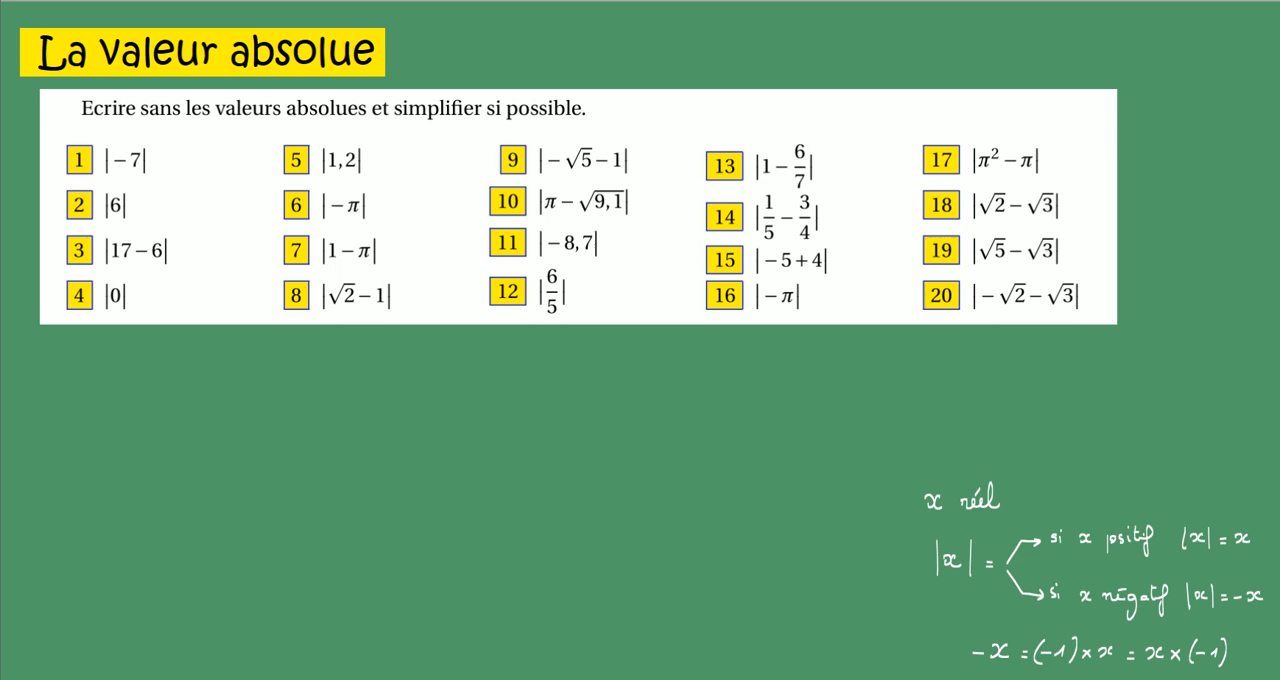 La valeur absolue
Ecrire sans les valeurs absolues et simplifier si possible.
1 |−7|
2 |6|
3 |17−6|
4 |0|
5 |1,2|
6 |−π|
7 |1−π|
8 |√2−1|
9 |−√5−1|
10 |π−√9,1|
11 |−8,7|
12 |6/5|
13 |1−6/7|
14 |1/5−3/4|
15 |−5+4|
16 |−π|
17 |π²−π|
18 |√2−√3|
19 |√5−√3|
20 |−√2−√3|
x réel
|x| =
si x positif |x| = x
si x négatif |x| = −x
−x = (−1) × x = x × (−1)